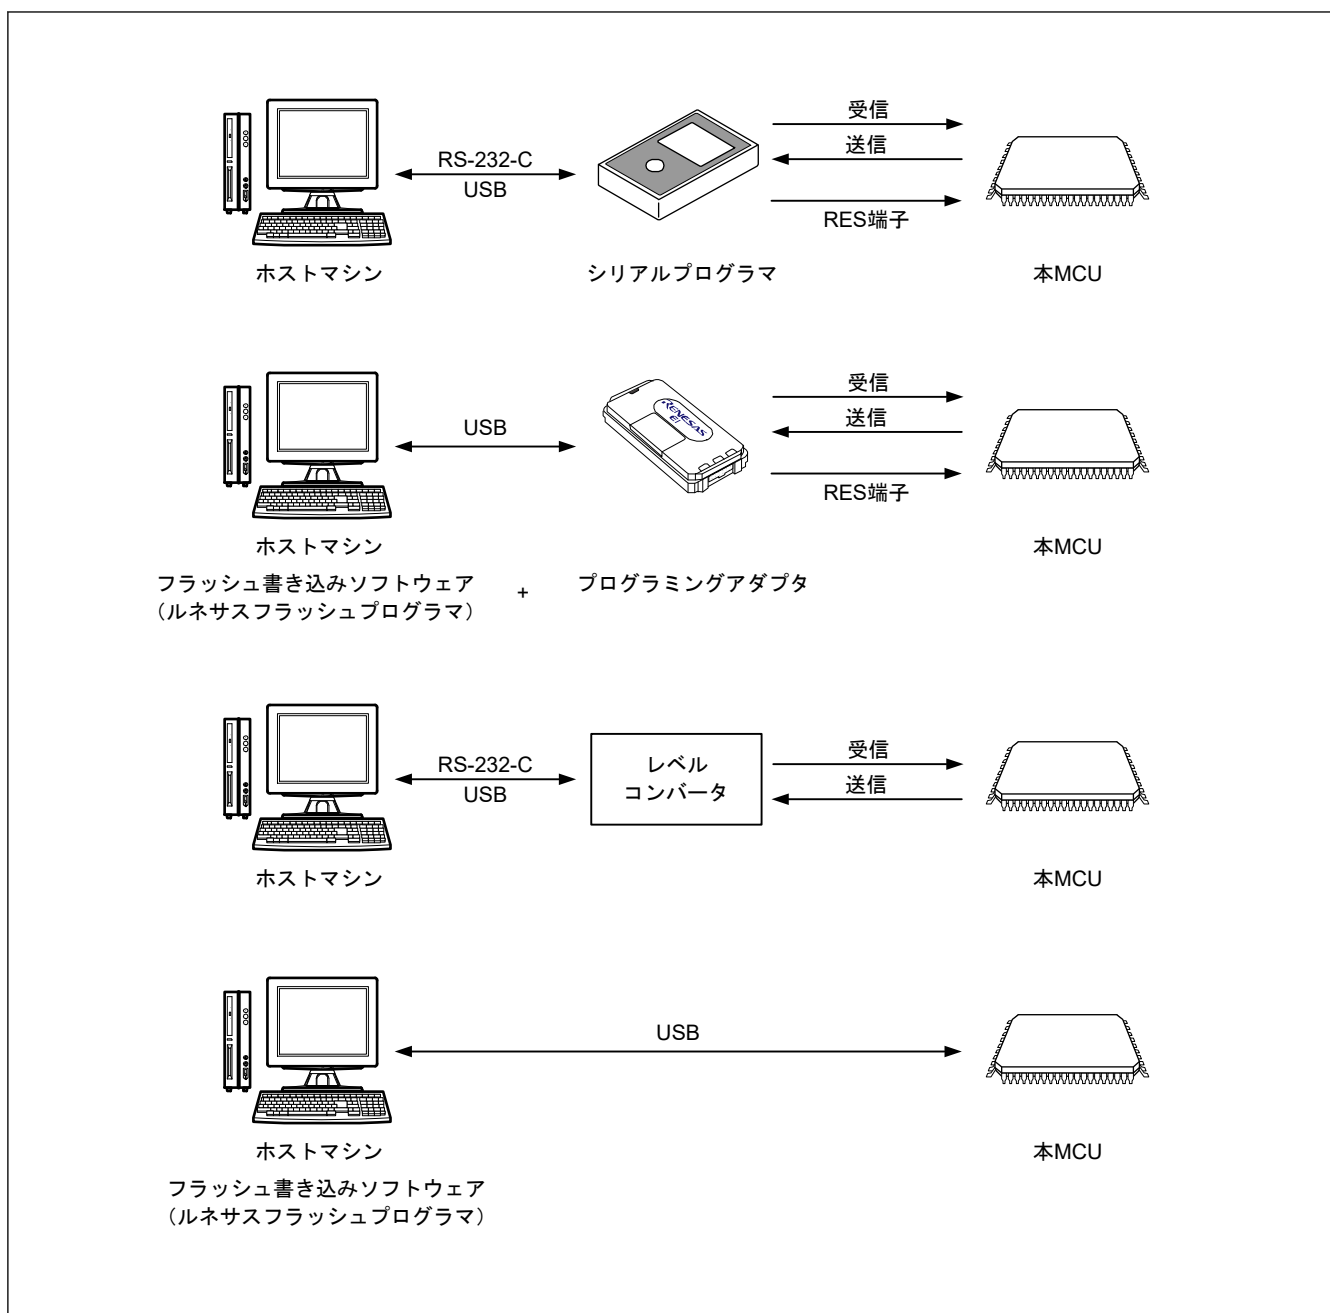 受信
RS-232-C
送信
USB
RES端子
ホストマシン
シリアルプログラマ
本MCU
受信
USB
送信
RENESAS
E1
RES端子
ホストマシン
本MCU
フラッシュ書き込みソフトウェア
+
プログラミングアダプタ
(ルネサスフラッシュプログラマ)
RS-232-C
USB
レベル
コンバータ
受信
送信
ホストマシン
本MCU
USB
ホストマシン
本MCU
フラッシュ書き込みソフトウェア
(ルネサスフラッシュプログラマ)